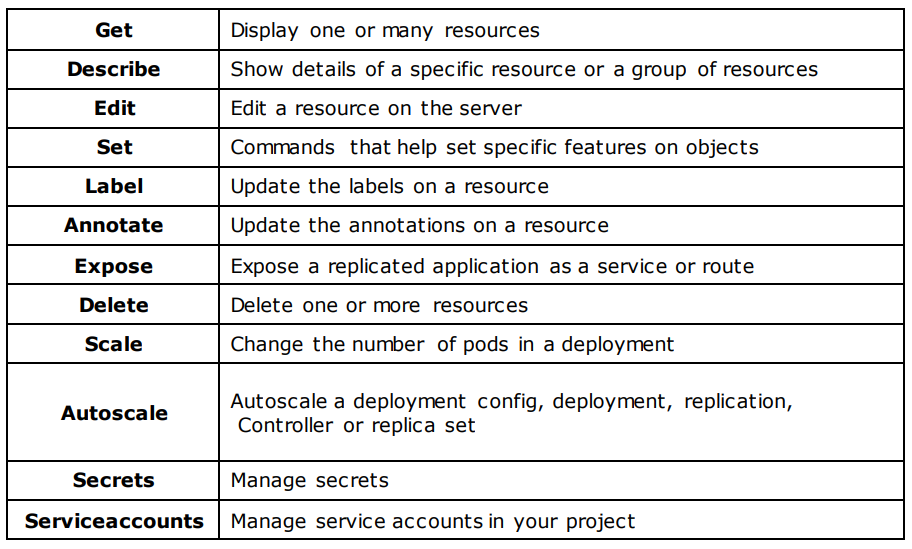 Get Display one or many resources
Describe Show details of a specific resource or a group of resources
Edit Edit a resource on the server
Set Commands that help set specific features on objects
Label Update the labels on a resource
Annotate Update the annotations on a resource
Expose Expose a replicated application as a service or route
Delete Delete one or more resources
Scale Change the number of pods in a deployment
Autoscale Autoscale a deployment config, deployment, replication,
Controller or replica set
Secrets Manage secrets
Serviceaccounts Manage service accounts in your project